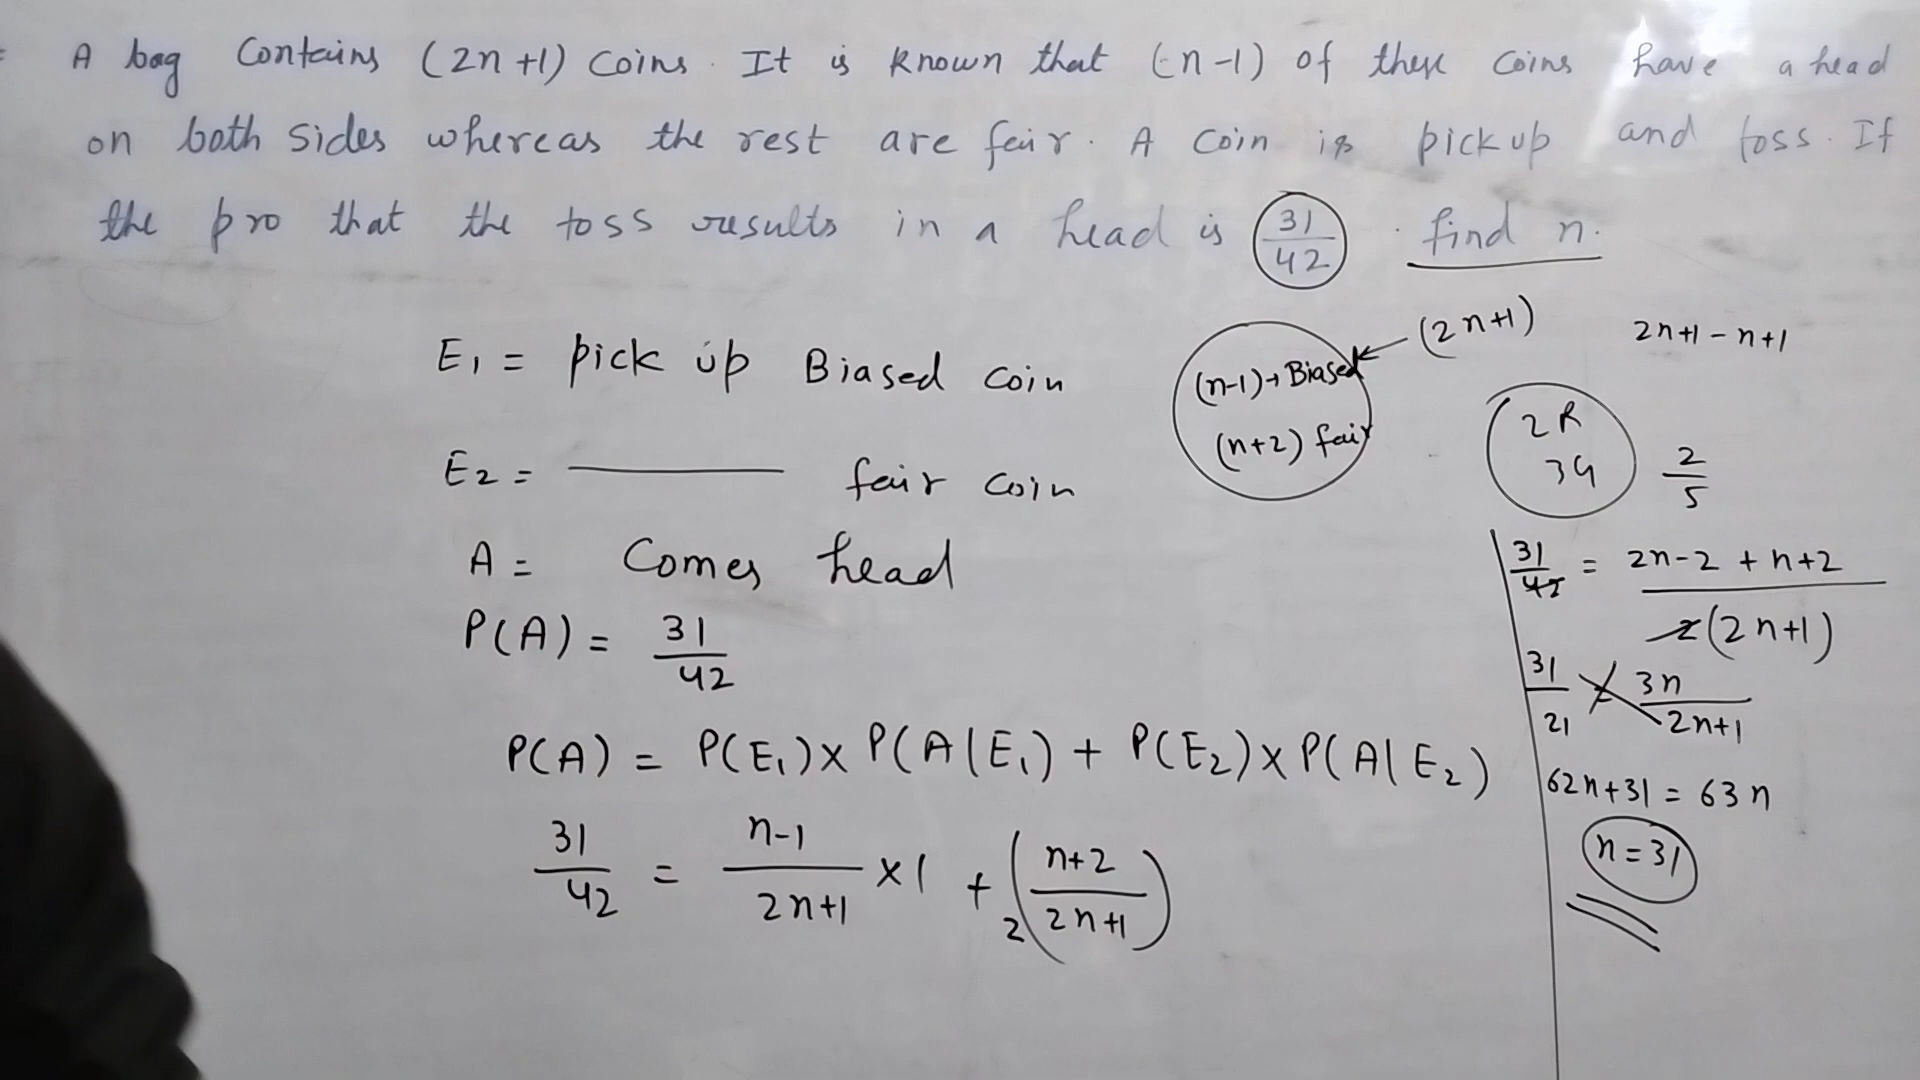 A bag Contains (2n+1) Coins. It is known that (n-1) of these coins have a head
on both sides whereas the rest are fair. A coin is pick up and toss. If
the pro that the toss results in a head is 31/42 . find n.
E1 = pick up Biased coin
(n-1)→Biased
(n+2) fair
(2n+1)
2n+1-n+1
E2 = ——— fair coin
2R
3G
2/5
A = Comes head
P(A) = 31/42
P(A) = P(E1)×P(A|E1) + P(E2)×P(A|E2)
31/42 = n-1/2n+1 ×1 + 2(n+2/2n+1)
31/42 = 2n-2+n+2/2(2n+1)
31/21 = 3n/2n+1
62n+31 = 63n
n=31